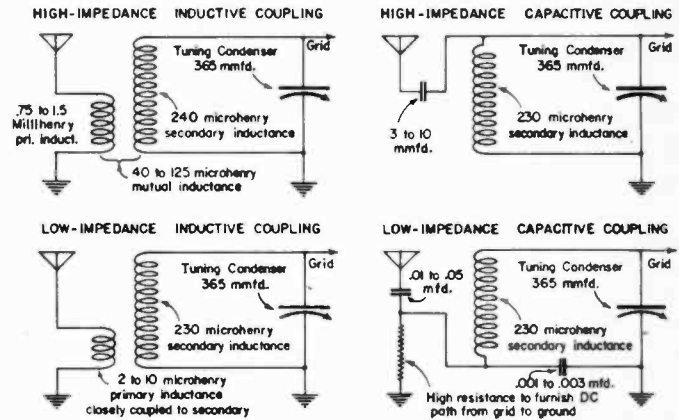 HIGH-IMPEDANCE INDUCTIVE COUPLING
Grid
Tuning Condenser
365 mmfd.
.75 to 1.5
Millihenry
pri. induct.
240 microhenry
secondary inductance
40 to 125 microhenry
mutual inductance
HIGH-IMPEDANCE CAPACITIVE COUPLING
Grid
Tuning Condenser
365 mmfd.
3 to 10
mmfd.
230 microhenry
secondary inductance
LOW-IMPEDANCE INDUCTIVE COUPLING
Grid
Tuning Condenser
365 mmfd.
230 microhenry
secondary inductance
2 to 10 microhenry
primary inductance
closely coupled to secondary
LOW-IMPEDANCE CAPACITIVE COUPLING
Grid
.01 to .05
mfd.
Tuning Condenser
365 mmfd.
230 microhenry
secondary inductance
.001 to .003 mfd.
High resistance to furnish DC
path from grid to ground